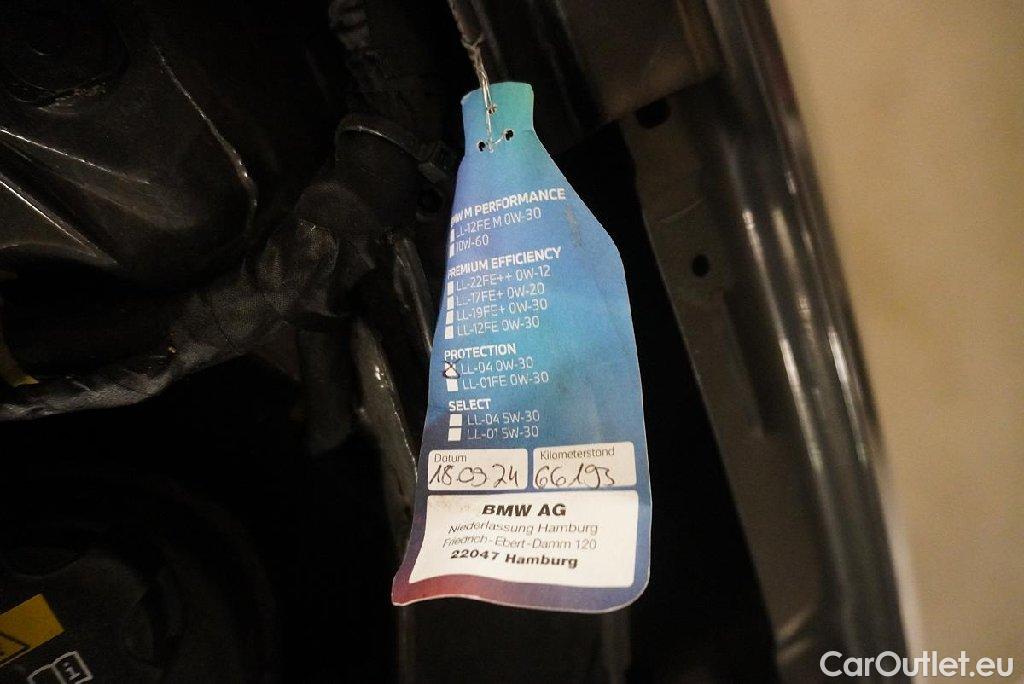 BMW M PERFORMANCE
LL-12FE M 0W-30
10W-60
PREMIUM EFFICIENCY
LL-22FE++ 0W-12
LL-17FE+ 0W-20
LL-19FE+ 0W-30
LL-12FE 0W-30
PROTECTION
LL-04 0W-30
LL-01FE 0W-30
SELECT
LL-04 5W-30
LL-01 5W-30
Datum Kilometerstand
18.09.24 66193
BMW AG
Niederlassung Hamburg
Friedrich-Ebert-Damm 120
22047 Hamburg
CarOutlet.eu